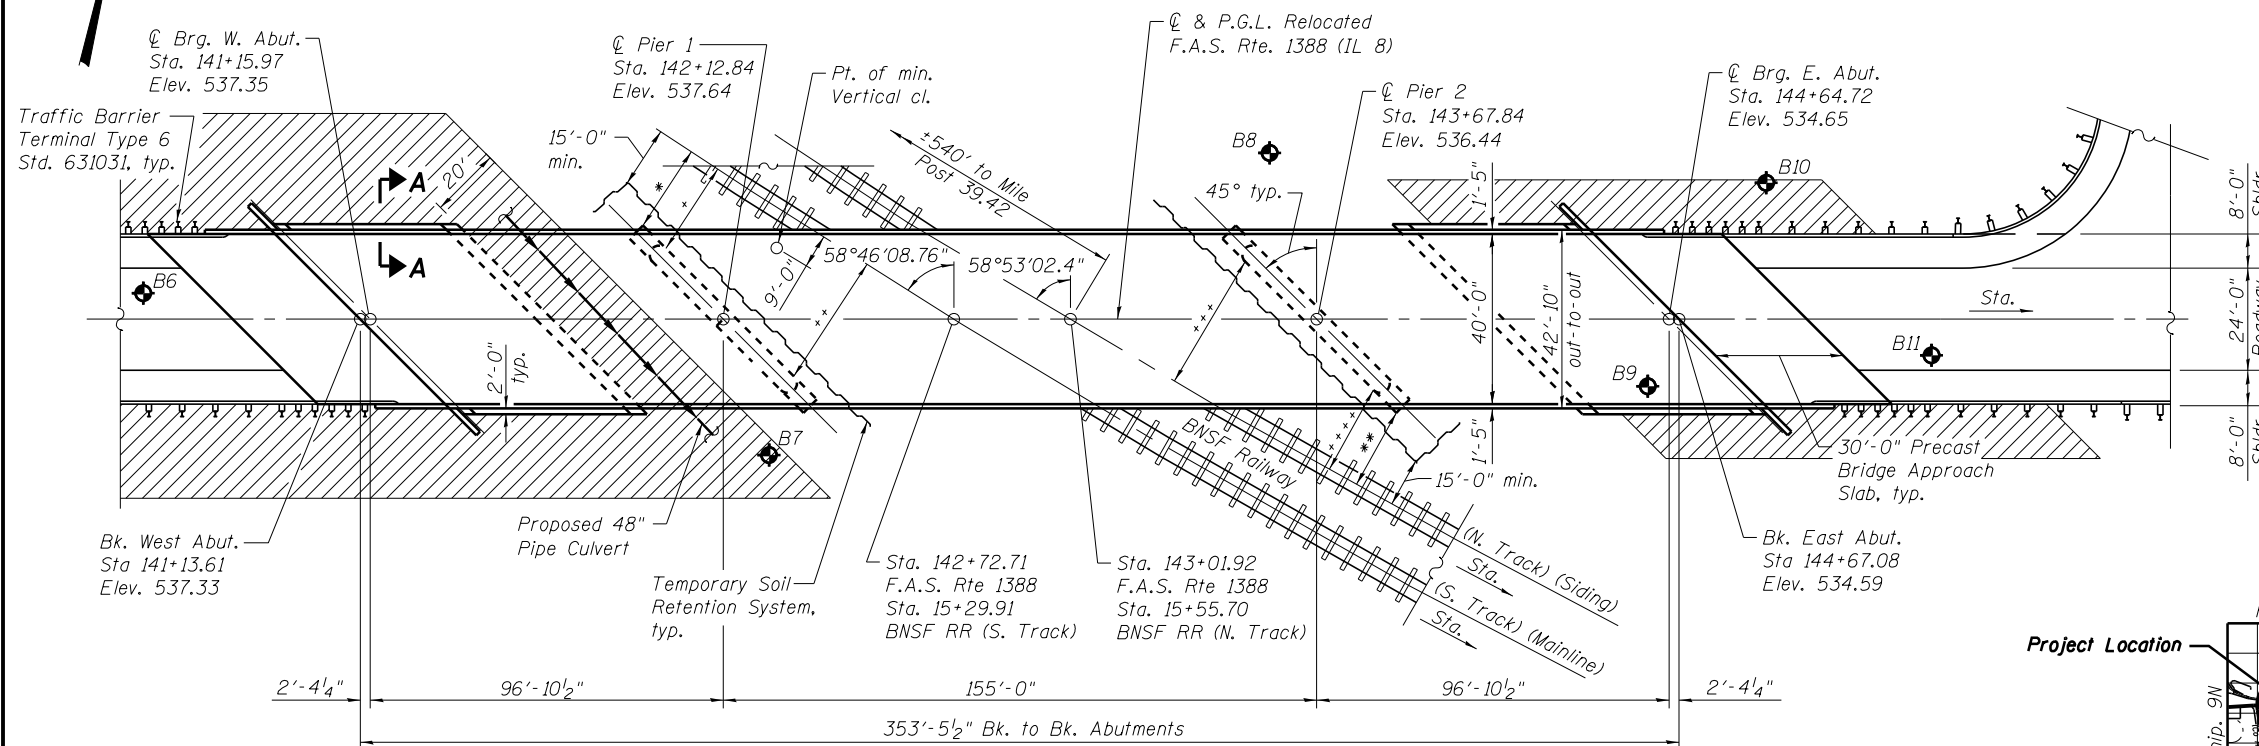 ℄ Brg. W. Abut.
Sta. 141+15.97
Elev. 537.35
℄ Pier 1
Sta. 142+12.84
Elev. 537.64
Pt. of min.
Vertical cl.
℄ & P.G.L. Relocated
F.A.S. Rte. 1388 (IL 8)
℄ Pier 2
Sta. 143+67.84
Elev. 536.44
℄ Brg. E. Abut.
Sta. 144+64.72
Elev. 534.65
Traffic Barrier
Terminal Type 6
Std. 631031, typ.
15'-0"
min.
±540' to Mile
Post 39.42
B8
B10
A
20'
*
+
45° typ.
1'-5"
8'-0"
Shldr.
A
B6
9'-0"
58°46'08.76"
58°53'02.4"
++
++
40'-0"
42'-10"
out-to-out
Sta.
24'-0"
Roadway
2'-0"
typ.
B9
B11
B7
BNSF
Railway
+++
**
1'-5"
15'-0" min.
30'-0" Precast
Bridge Approach
Slab, typ.
8'-0"
Shldr.
Bk. West Abut.
Sta 141+13.61
Elev. 537.33
Proposed 48"
Pipe Culvert
Temporary Soil
Retention System,
typ.
Sta. 142+72.71
F.A.S. Rte 1388
Sta. 15+29.91
BNSF RR (S. Track)
Sta. 143+01.92
F.A.S. Rte 1388
Sta. 15+55.70
BNSF RR (N. Track)
(N. Track) (Siding)
Sta.
(S. Track) (Mainline)
Sta.
Bk. East Abut.
Sta 144+67.08
Elev. 534.59
Project Location
2'-4¼"
96'-10½"
155'-0"
96'-10½"
2'-4¼"
353'-5½" Bk. to Bk. Abutments
9N